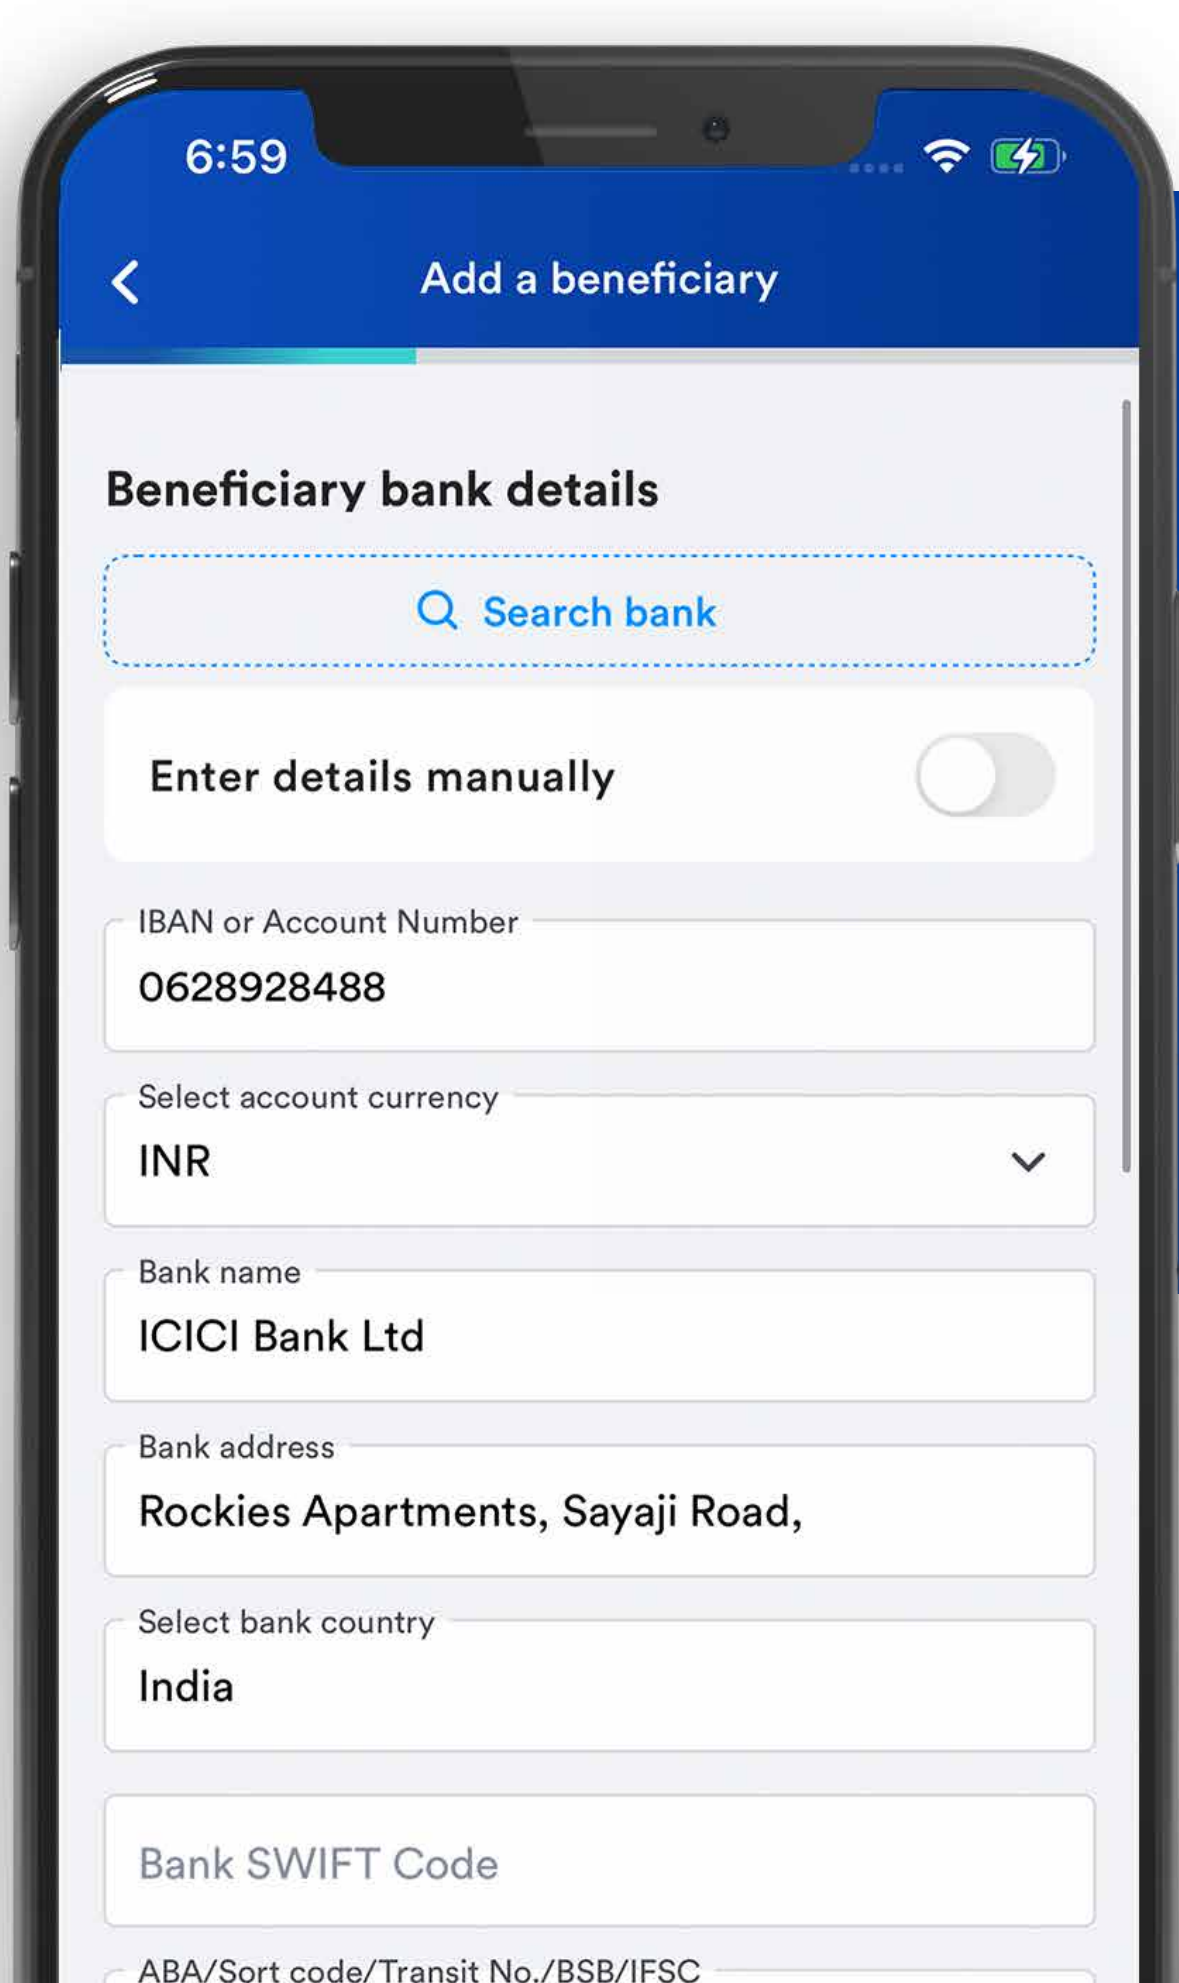 6:59
Add a beneficiary
Beneficiary bank details
Search bank
Enter details manually
IBAN or Account Number
0628928488
Select account currency
INR
Bank name
ICICI Bank Ltd
Bank address
Rockies Apartments, Sayaji Road,
Select bank country
India
Bank SWIFT Code
ABA/Sort code/Transit No./BSB/IFSC